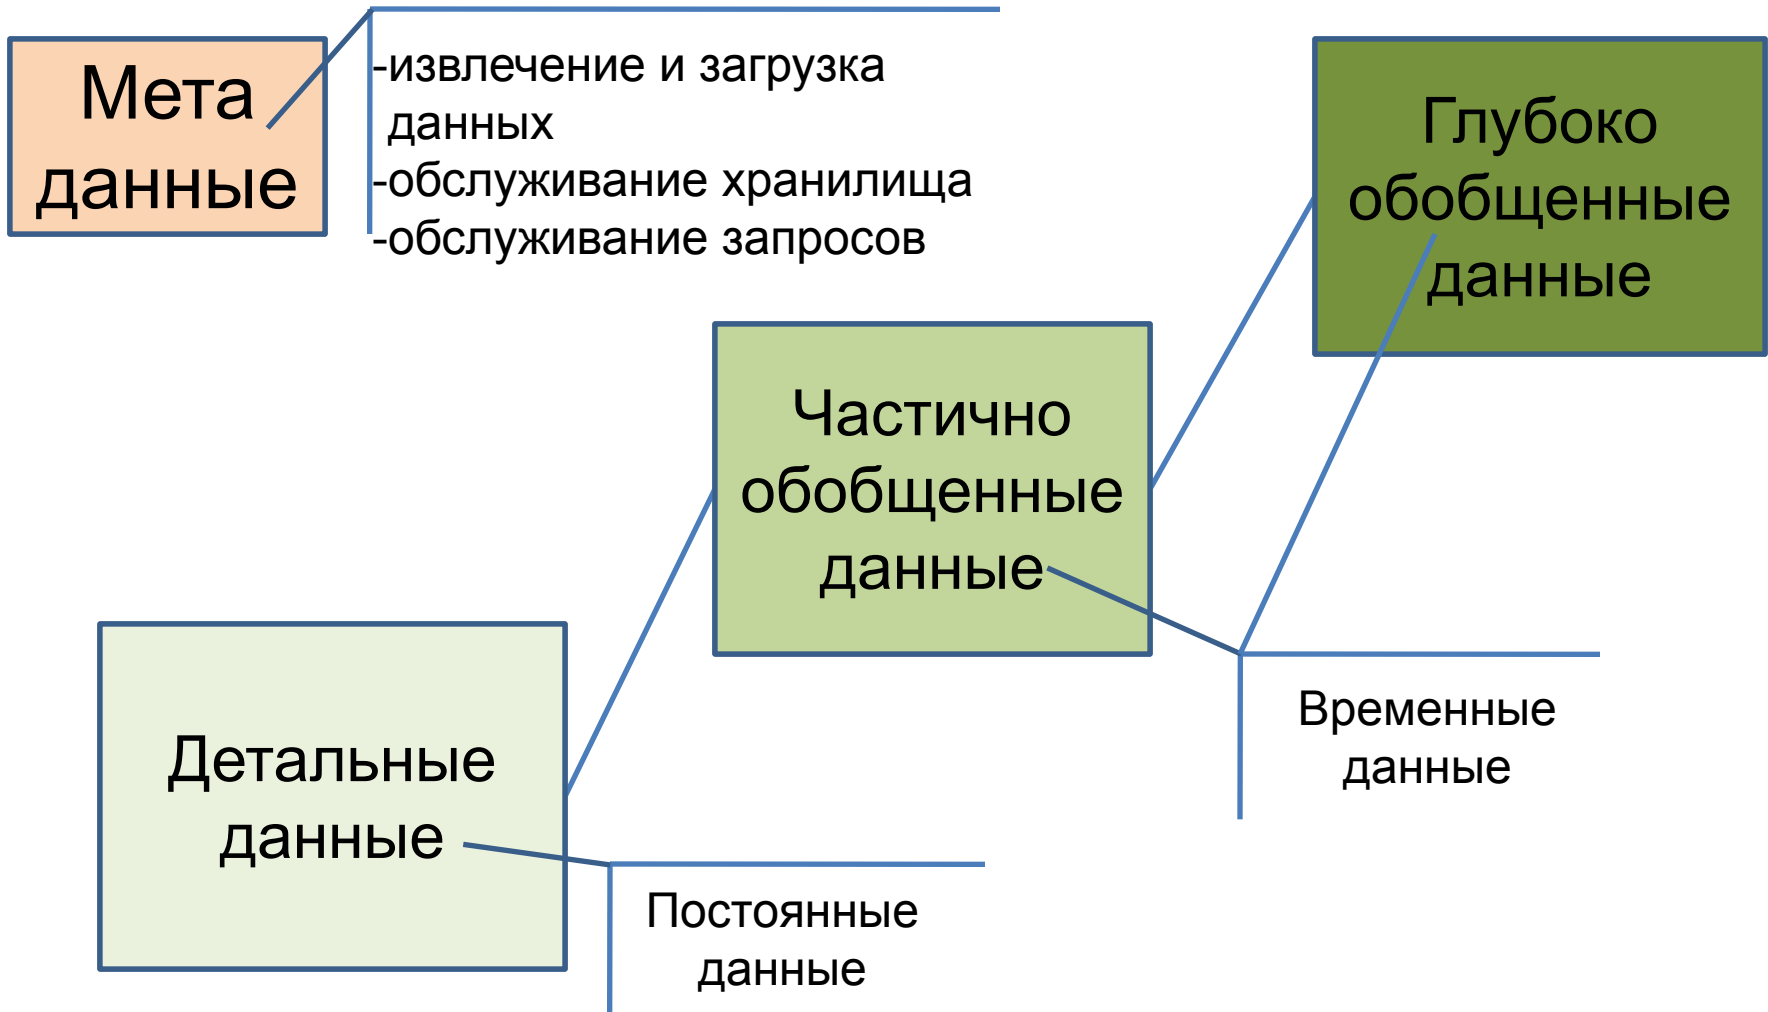 Мета
данные
-извлечение и загрузка
данных
-обслуживание хранилища
-обслуживание запросов
Глубоко
обобщенные
данные
Частично
обобщенные
данные
Временные
данные
Детальные
данные
Постоянные
данные